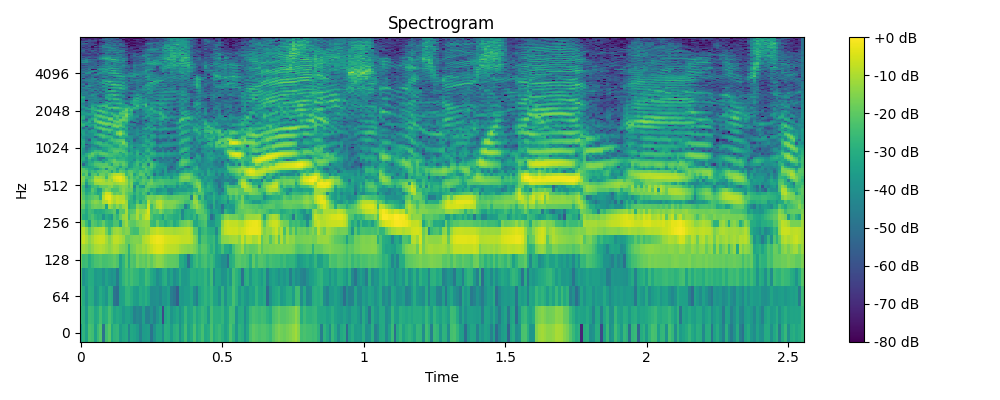 Spectrogram
Hz
4096
2048
1024
512
256
128
64
0
0
0.5
1
1.5
2
2.5
Time
+0 dB
-10 dB
-20 dB
-30 dB
-40 dB
-50 dB
-60 dB
-70 dB
-80 dB